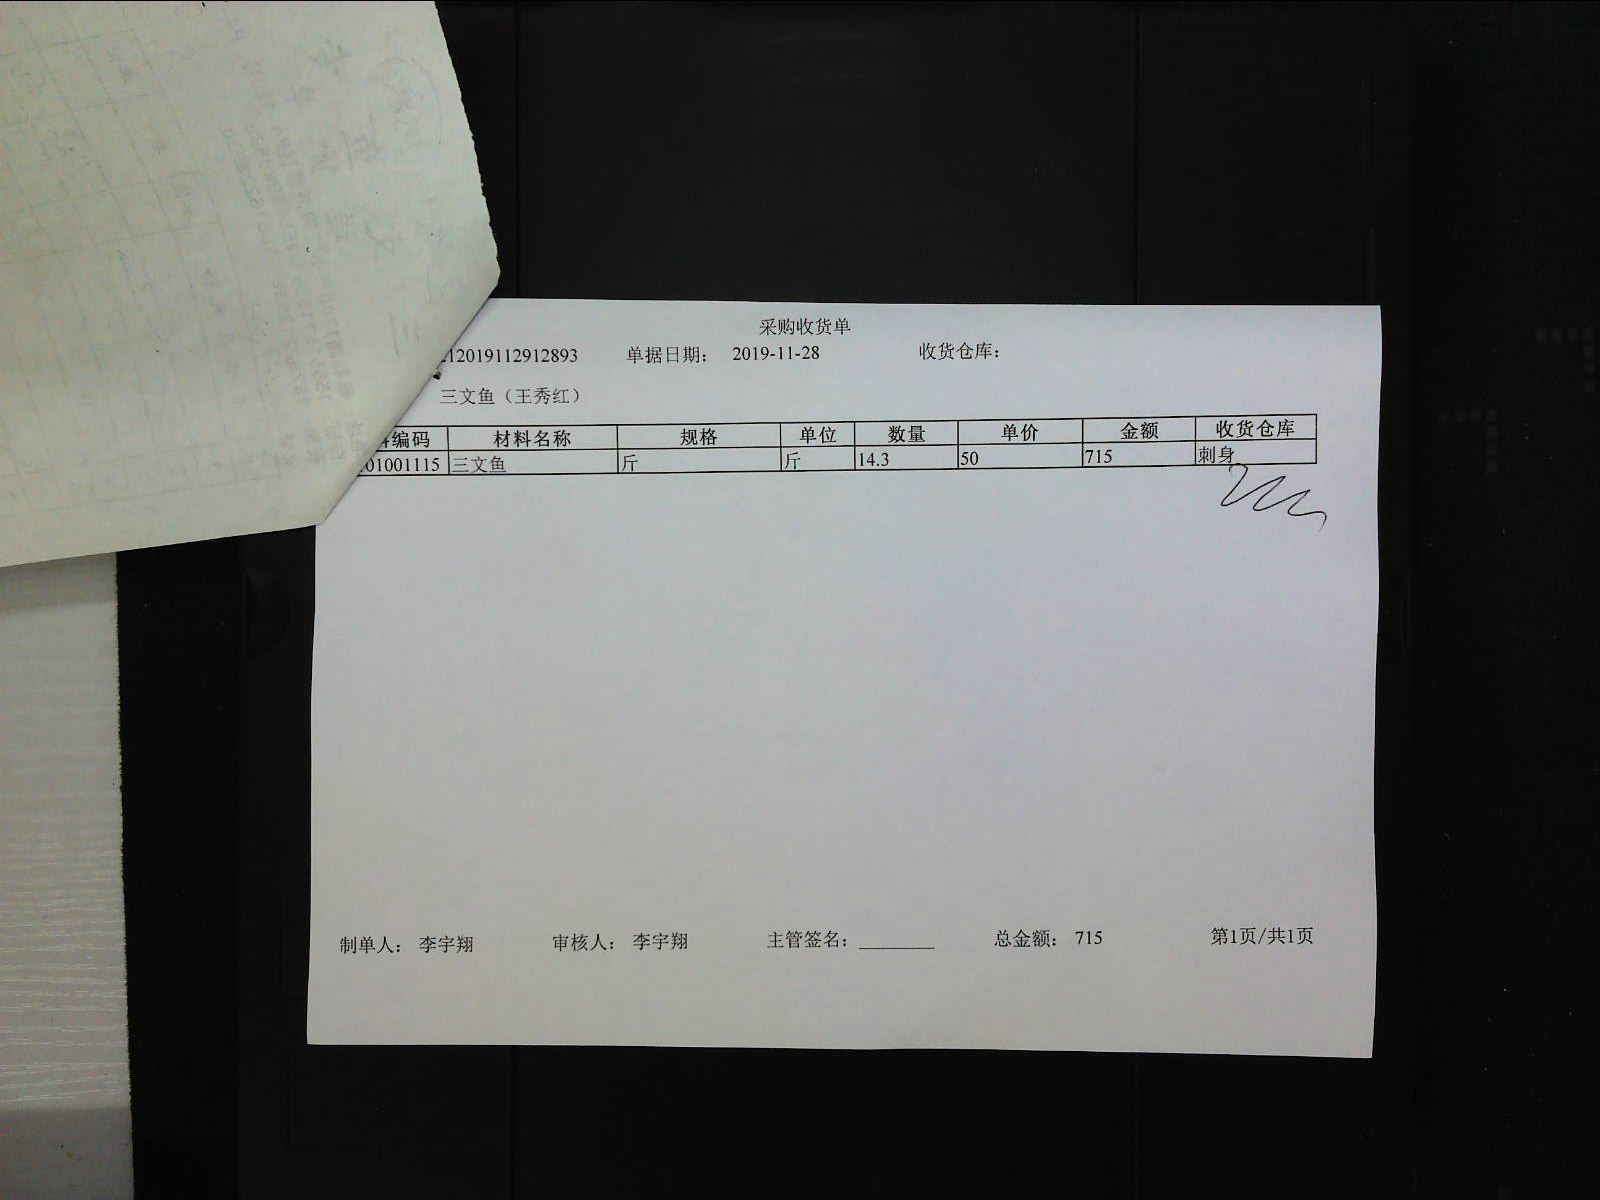 采购收货单
12019112912893 单据日期: 2019-11-28 收货仓库:
三文鱼（王秀红）
编码 材料名称 规格 单位 数量 单价 金额 收货仓库
01001115 三文鱼 斤 斤 14.3 50 715 刺身
制单人: 李宇翔 审核人: 李宇翔 主管签名: 总金额: 715 第1页/共1页